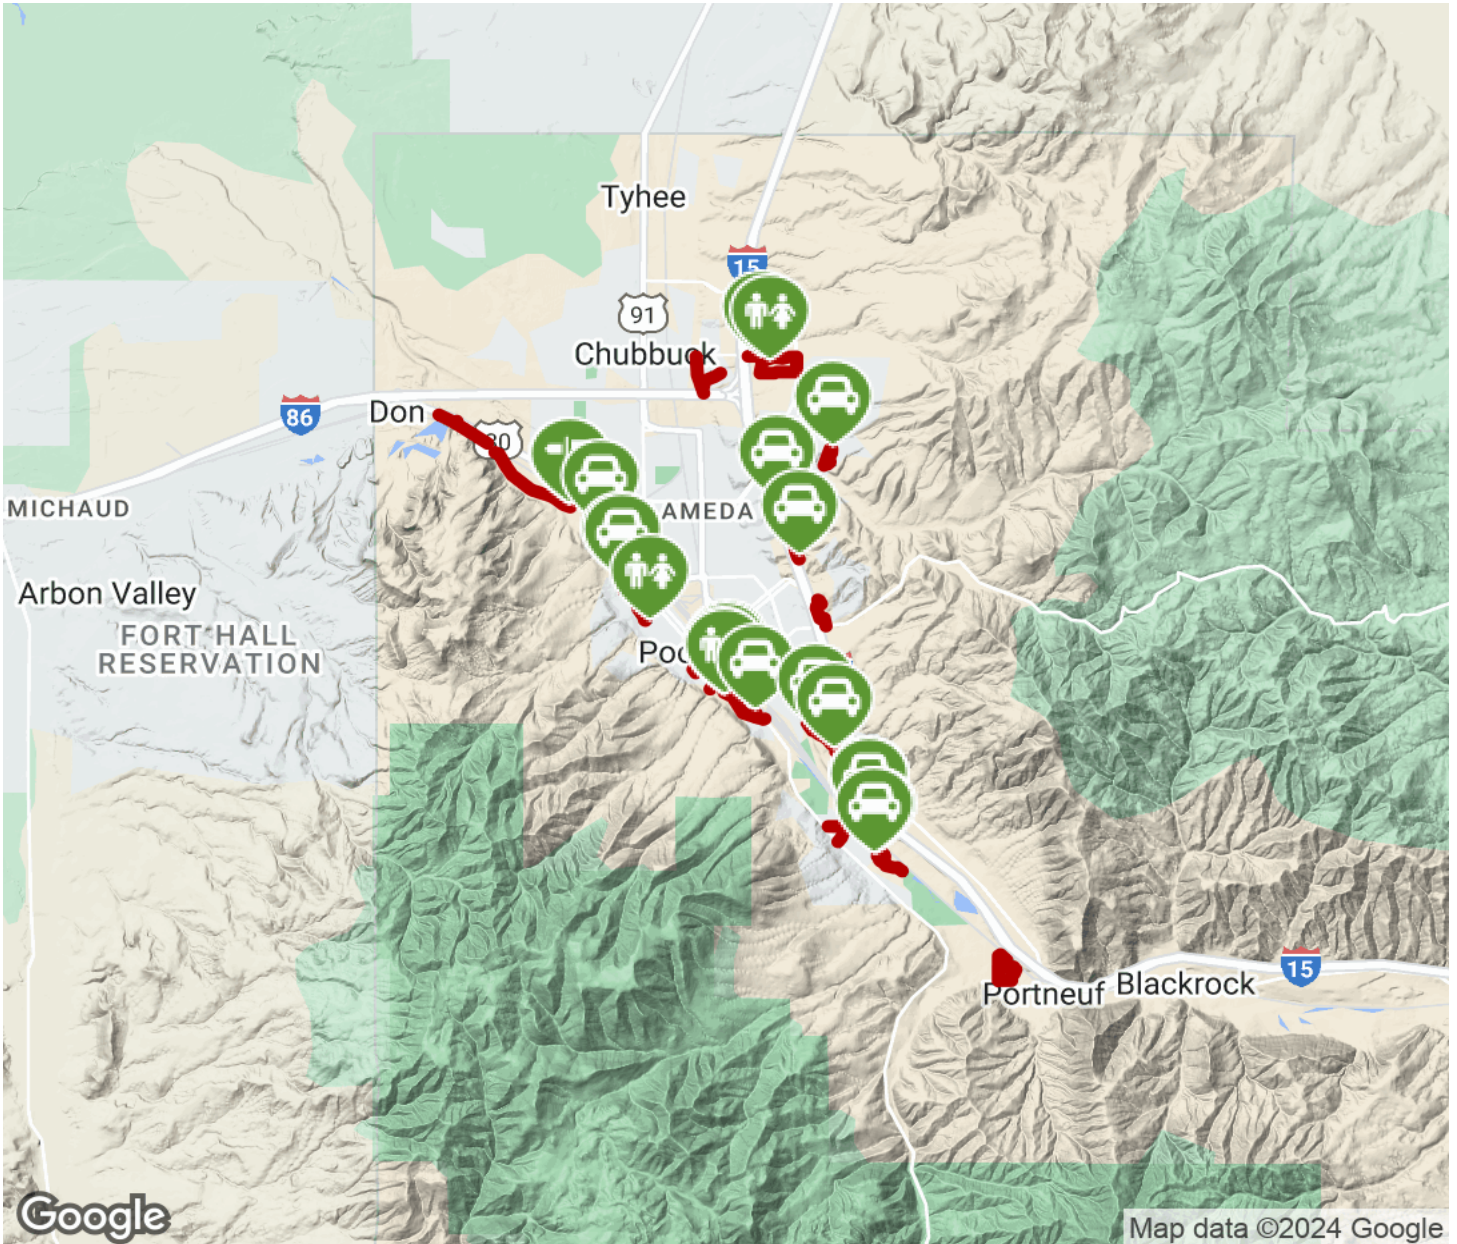 Tyhee
15
91
Chubbuck
86
Don
30
MICHAUD
AMEDA
Arbon Valley
FORT HALL
RESERVATION
Poc
15
Portneuf
Blackrock
Google
Map data ©2024 Google